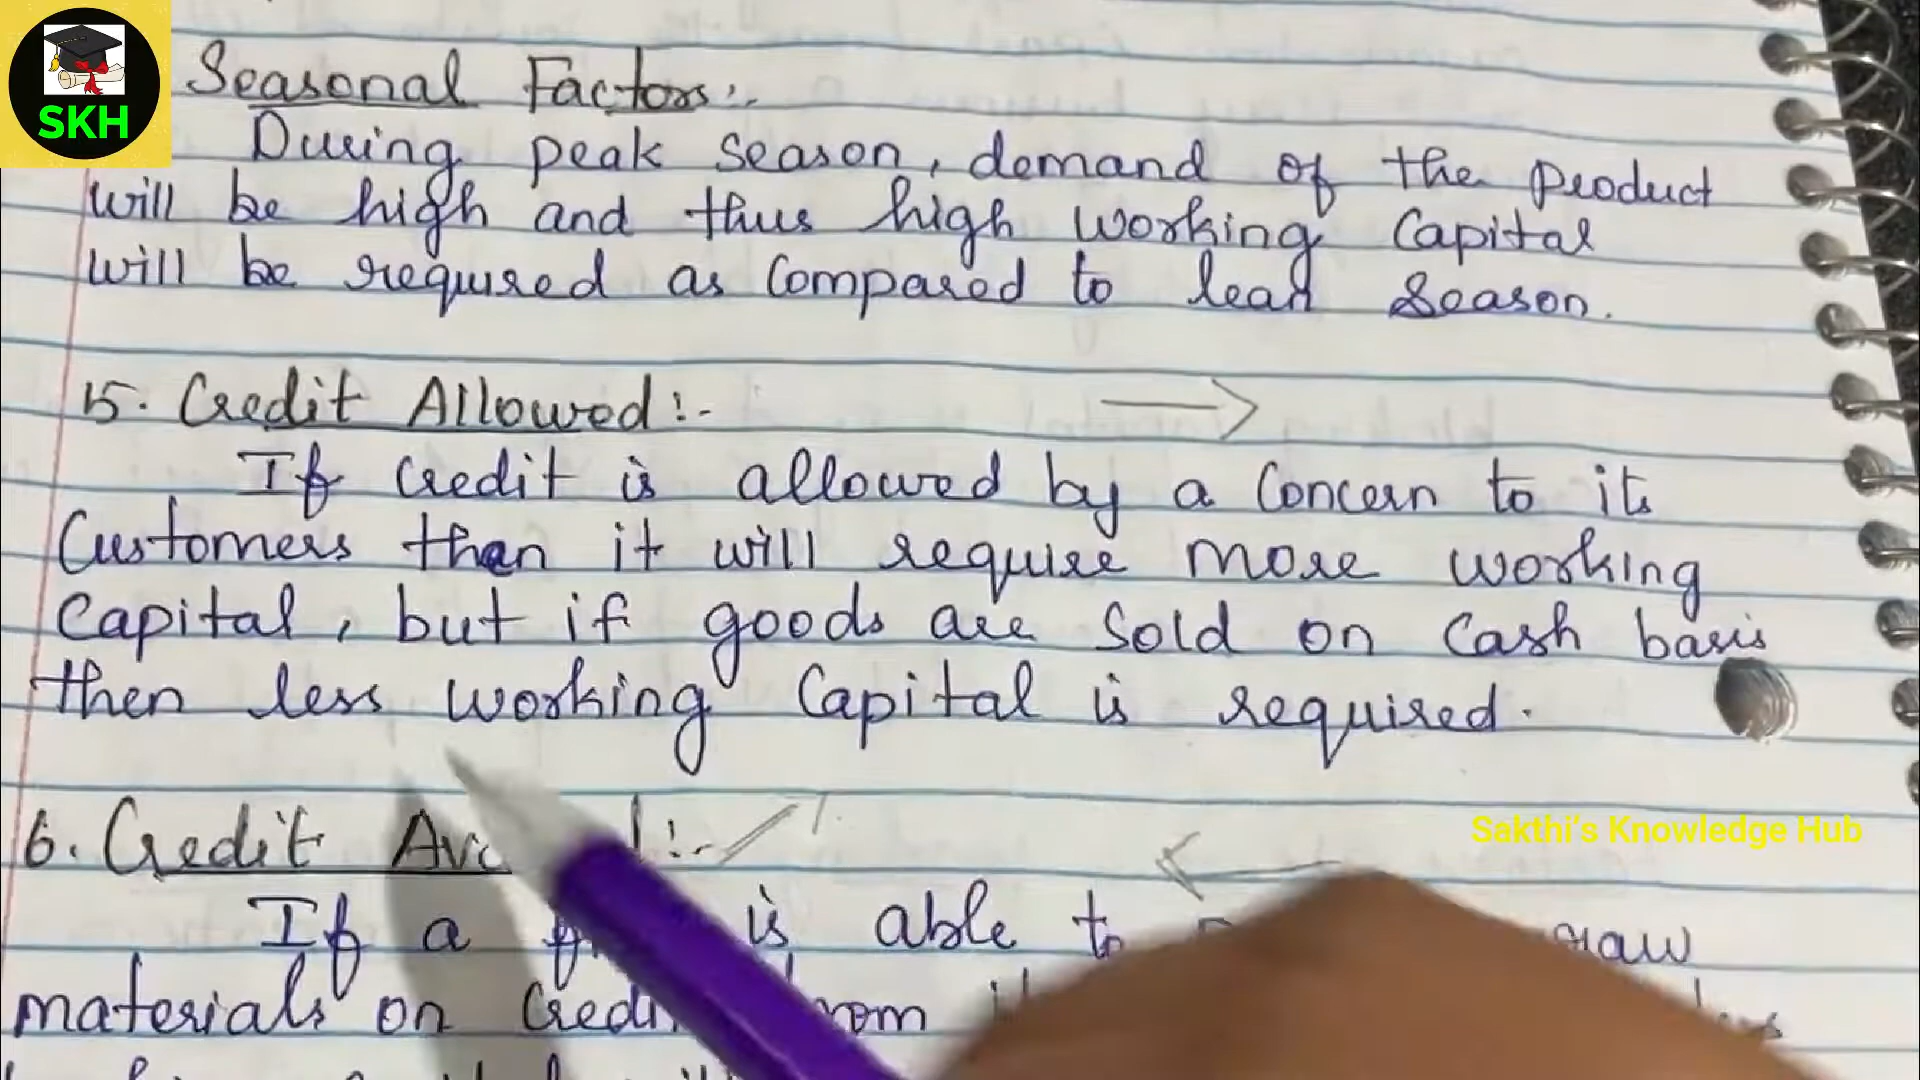 SKH
Seasonal Factors:-
During peak season, demand of the product
will be high and thus high working Capital
will be required as Compared to lean Season.
5. Credit Allowed:-
If Credit is allowed by a Concern to its
Customers then it will require more working
Capital, but if goods are Sold on Cash basis
then less working Capital is required.
6. Credit
Sakthi's Knowledge Hub
If a is able to raw
materials on from